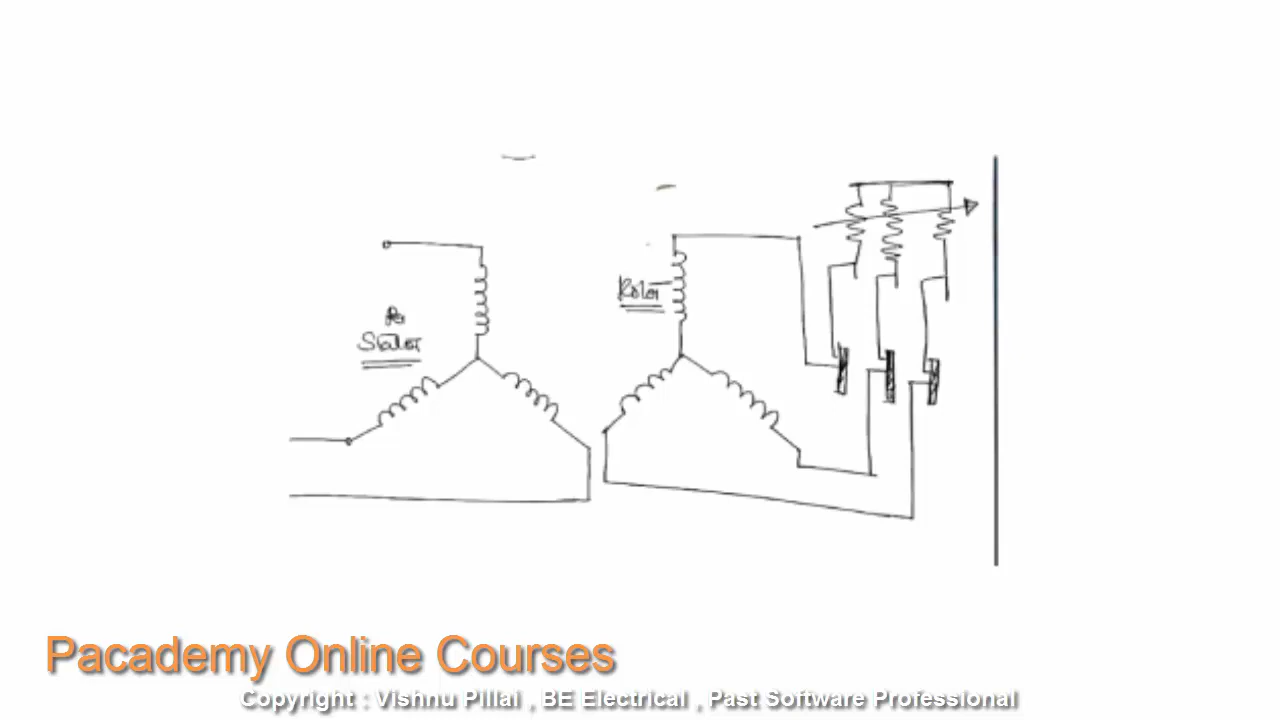 Rotor
Stator
Pacademy Online Courses
Copyright : Vishnu Pillai , BE Electrical , Past Software Professional